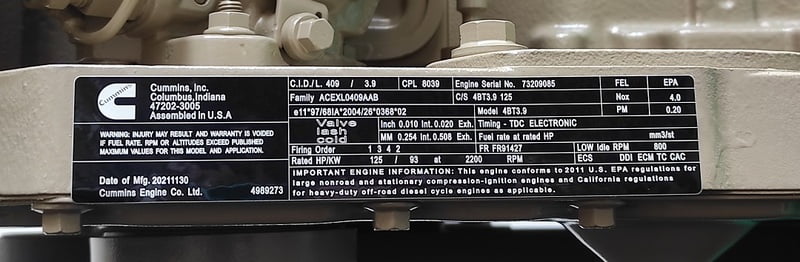 Cummins
Cummins, Inc.
Columbus,Indiana
47202-3005
Assembled in U.S.A
WARNING: INJURY MAY RESULT AND WARRANTY IS VOIDED
IF FUEL RATE, RPM OR ALTITUDES EXCEED PUBLISHED
MAXIMUM VALUES FOR THIS MODEL AND APPLICATION.
Date of Mfg. 20211130
Cummins Engine Co. Ltd. 4989273
C.I.D./L. 409 / 3.9 CPL 8039 Engine Serial No. 73209085 FEL EPA
Family ACEXL0409AAB C/S 4BT3.9 125 Nox 4.0
e11*97/68IA*2004/26*0368*02 Model 4BT3.9 PM 0.20
Valve lash cold Inch 0.010 Int. 0.020 Exh. Timing - TDC ELECTRONIC
MM 0.254 Int. 0.508 Exh. Fuel rate at rated HP mm3/st
Firing Order 1 3 4 2 FR FR91427 LOW Idle RPM 800
Rated HP/KW 125 / 93 at 2200 RPM ECS DDI ECM TC CAC
IMPORTANT ENGINE INFORMATION: This engine conforms to 2011 U.S. EPA regulations for
large nonroad and stationary compression-ignition engines and California regulations
for heavy-duty off-road diesel cycle engines as applicable.